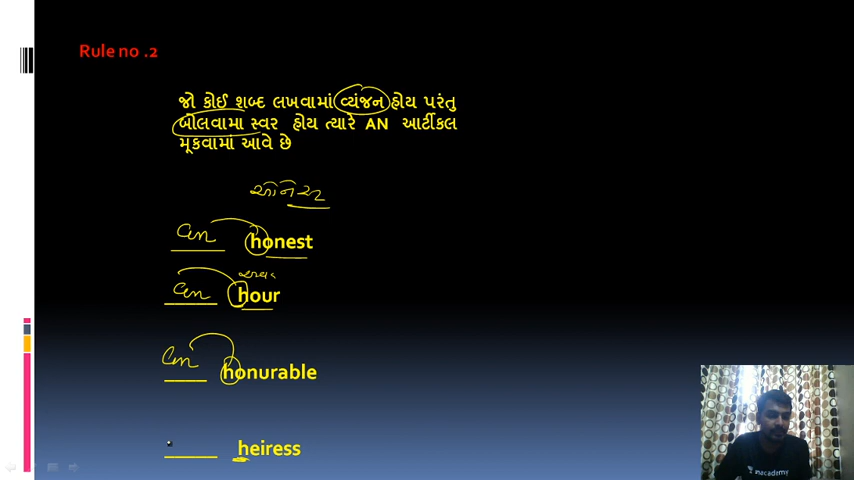 Rule no .2
જો કોઈ શબ્દ લખવામાં વ્યંજન હોય પરંતુ
બોલવામા સ્વર હોય ત્યારે AN આર્ટીકલ
મૂકવામાં આવે છે
an honest
an hour
an honurable
____ heiress